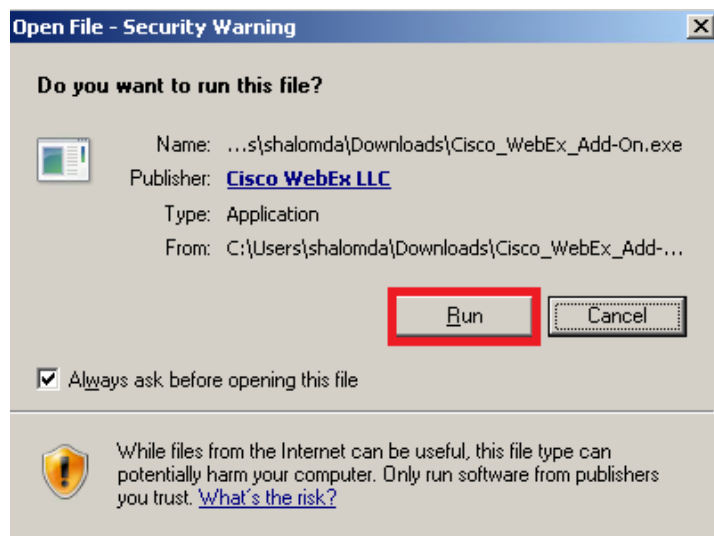 Open File - Security Warning
Do you want to run this file?
Name: ...s\shalomda\Downloads\Cisco_WebEx_Add-On.exe
Publisher: Cisco WebEx LLC
Type: Application
From: C:\Users\shalomda\Downloads\Cisco_WebEx_Add-...
Run Cancel
Always ask before opening this file
While files from the Internet can be useful, this file type can
potentially harm your computer. Only run software from publishers
you trust. What's the risk?